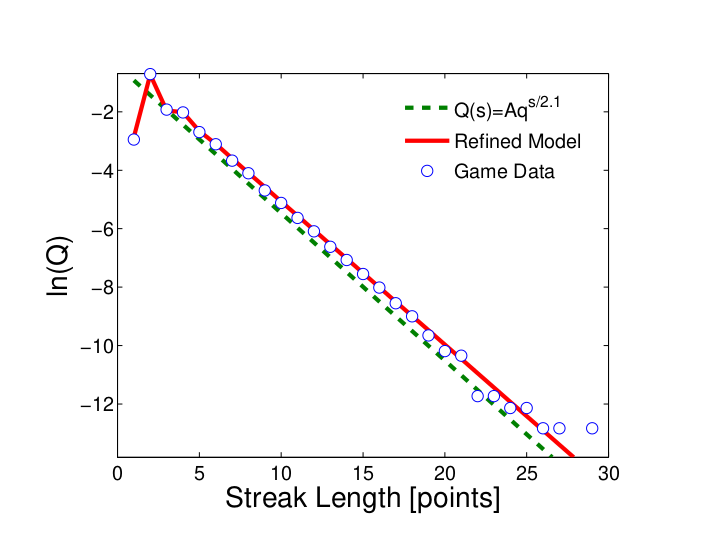 Q(s)=Aq^s/2.1
Refined Model
Game Data
ln(Q)
−2
−4
−6
−8
−10
−12
0 5 10 15 20 25 30
Streak Length [points]